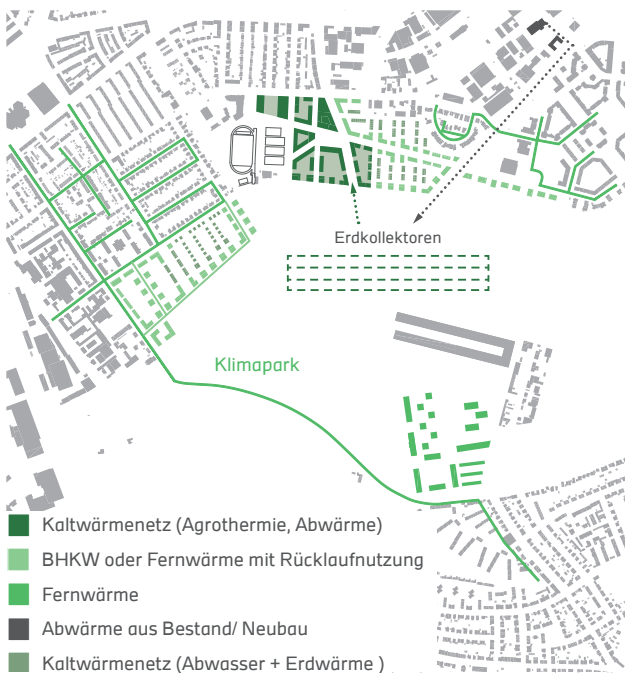 Erdkollektoren
Klimapark
Kaltwärmenetz (Agrothermie, Abwärme)
BHKW oder Fernwärme mit Rücklaufnutzung
Fernwärme
Abwärme aus Bestand/ Neubau
Kaltwärmenetz (Abwasser + Erdwärme )